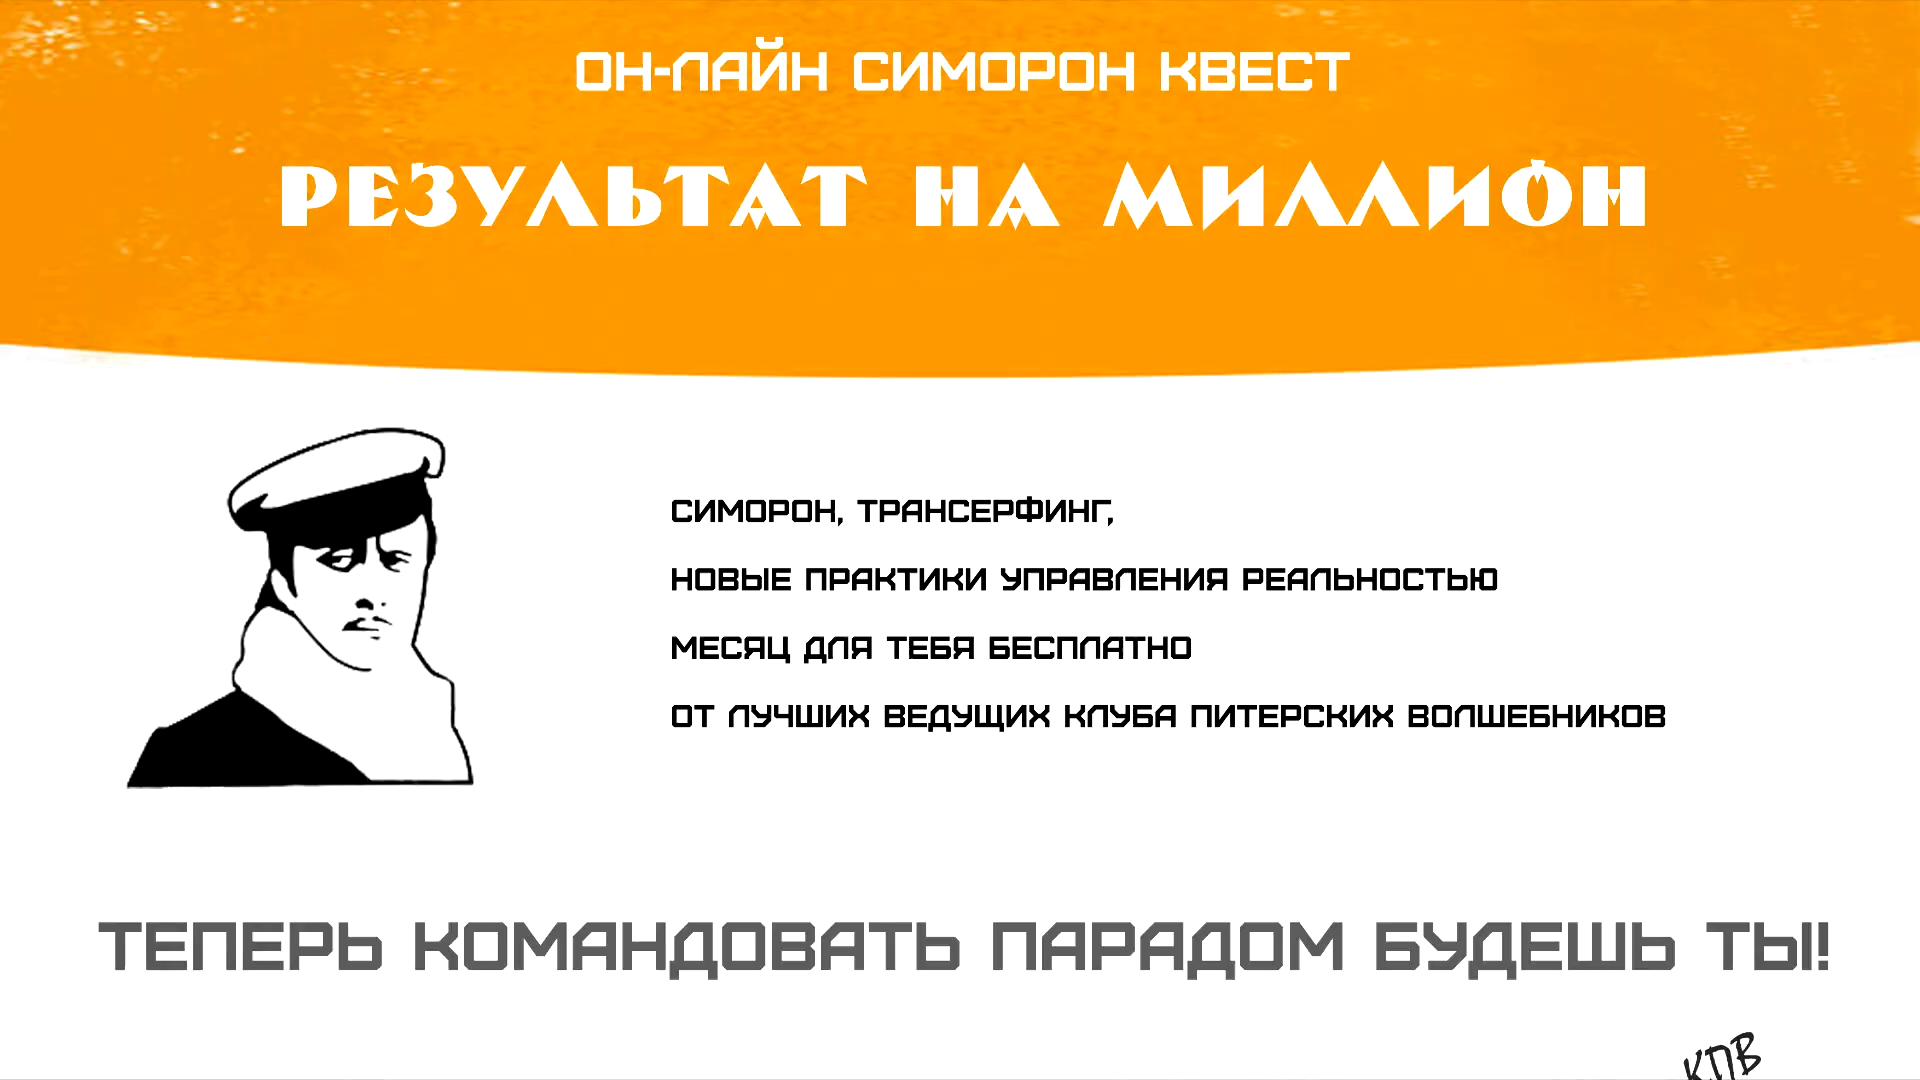 ОН-ЛАЙН СИМОРОН КВЕСТ
РЕЗУЛЬТАТ НА МИЛЛИОН
СИМОРОН, ТРАНСЕРФИНГ,
НОВЫЕ ПРАКТИКИ УПРАВЛЕНИЯ РЕАЛЬНОСТЬЮ
МЕСЯЦ ДЛЯ ТЕБЯ БЕСПЛАТНО
ОТ ЛУЧШИХ ВЕДУЩИХ КЛУБА ПИТЕРСКИХ ВОЛШЕБНИКОВ
ТЕПЕРЬ КОМАНДОВАТЬ ПАРАДОМ БУДЕШЬ ТЫ!
КПВ